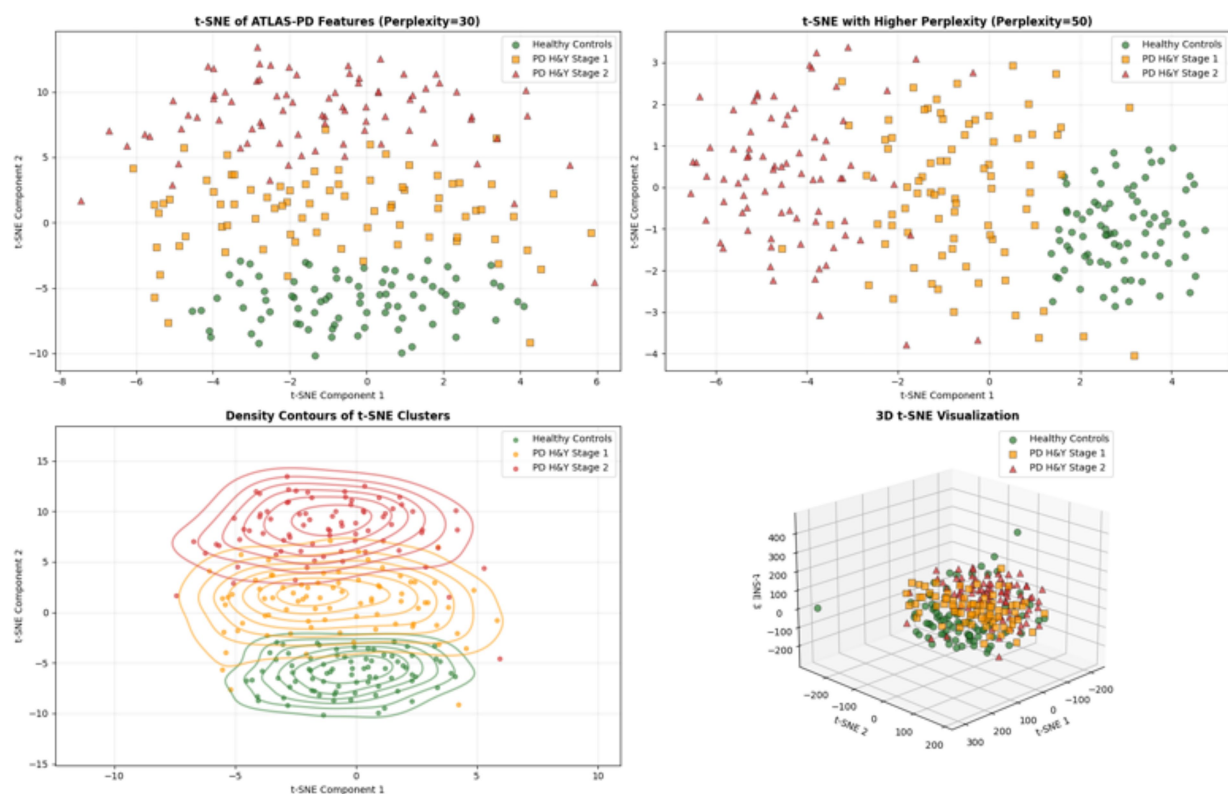 t-SNE of ATLAS-PD Features (Perplexity=30)
Healthy Controls
PD H&Y Stage 1
PD H&Y Stage 2
t-SNE Component 2
10
5
0
−5
−10
−8
−6
−4
−2
0
2
4
6
t-SNE Component 1
t-SNE with Higher Perplexity (Perplexity=50)
Healthy Controls
PD H&Y Stage 1
PD H&Y Stage 2
t-SNE Component 2
3
2
1
0
−1
−2
−3
−4
−6
−4
−2
0
2
4
t-SNE Component 1
Density Contours of t-SNE Clusters
Healthy Controls
PD H&Y Stage 1
PD H&Y Stage 2
t-SNE Component 2
15
10
5
0
−5
−10
−15
−10
−5
0
5
10
t-SNE Component 1
3D t-SNE Visualization
Healthy Controls
PD H&Y Stage 1
PD H&Y Stage 2
t-SNE 3
400
300
200
100
0
−100
−200
−200
−100
0
100
200
t-SNE 2
300
200
100
0
−100
−200
t-SNE 1